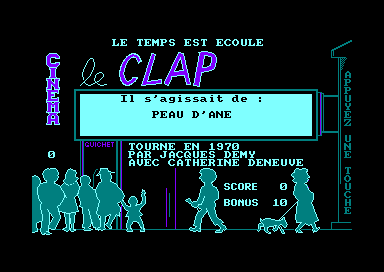 LE TEMPS EST ECOULE
CINEMA
le CLAP
Il s'agissait de :
PEAU D'ANE
GUICHET
TOURNE EN 1970
PAR JACQUES DEMY
AVEC CATHERINE DENEUVE
0
SCORE 0
BONUS 10
APPUYEZ UNE TOUCHE